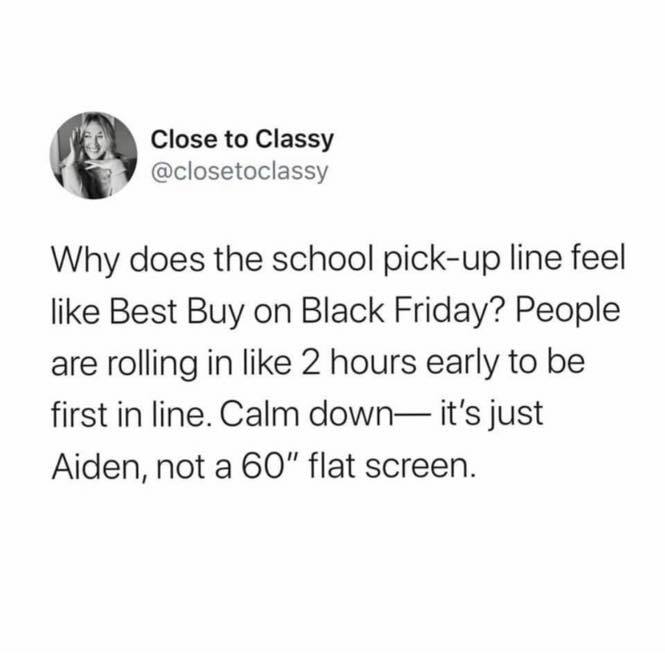 Close to Classy
@closetoclassy
Why does the school pick-up line feel
like Best Buy on Black Friday? People
are rolling in like 2 hours early to be
first in line. Calm down— it's just
Aiden, not a 60" flat screen.